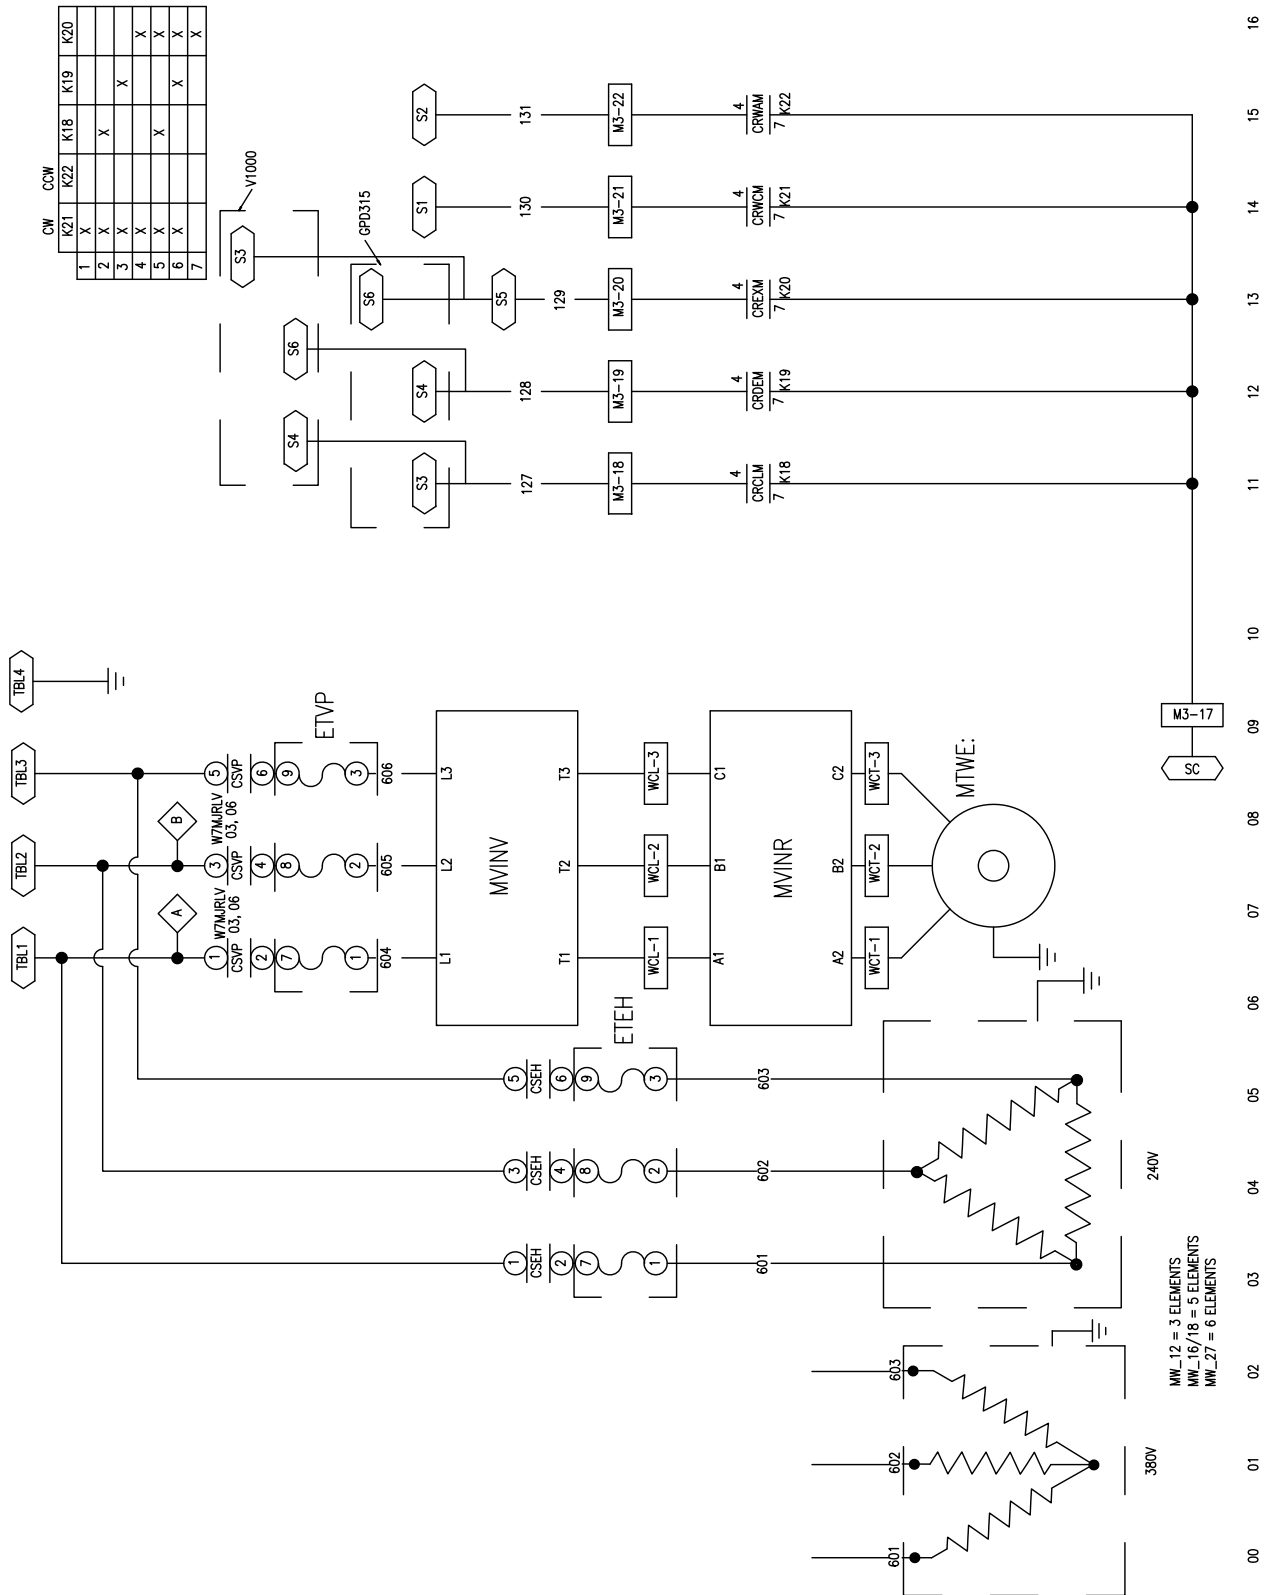 CW CCW
K21 K22 K18 K19 K20
1 X
2 X X
3 X X
4 X X
5 X X X
6 X X X
7 X
V1000
GPD315
S3
S6
S4
S6
S4
S3
S5
S1
S2
127
128
129
130
131
M3-18
M3-19
M3-20
M3-21
M3-22
4
CRCLM
7 K18
4
CRDEM
7 K19
4
CREXM
7 K20
4
CRWCM
7 K21
4
CRWAM
7 K22
M3-17
SC
TBL1
TBL2
TBL3
TBL4
A
B
W7MJRLV
03, 06
W7MJRLV
03, 06
1
CSVP
2
7
1
604
3
CSVP
4
8
2
605
5
CSVP
6
9
3
606
ETVP
L1 L2 L3
MVINV
T1 T2 T3
WCL-1
WCL-2
WCL-3
A1 B1 C1
MVINR
A2 B2 C2
WCT-1
WCT-2
WCT-3
MTWE:
1
CSEH
2
7
1
601
3
CSEH
4
8
2
602
5
CSEH
6
9
3
603
ETEH
240V
601
602
603
380V
MW_12 = 3 ELEMENTS
MW_16/18 = 5 ELEMENTS
MW_27 = 6 ELEMENTS
00 01 02 03 04 05 06 07 08 09 10 11 12 13 14 15 16